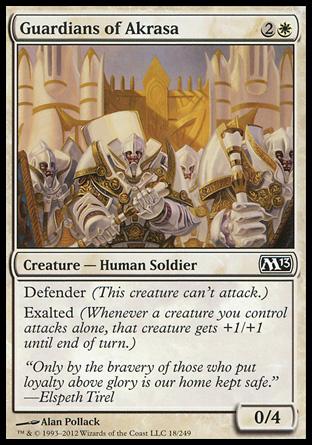 Guardians of Akrasa 2
Creature — Human Soldier M13
Defender (This creature can't attack.)
Exalted (Whenever a creature you control
attacks alone, that creature gets +1/+1
until end of turn.)
"Only by the bravery of those who put
loyalty above glory is our home kept safe."
—Elspeth Tirel
Alan Pollack
™ & © 1993–2012 Wizards of the Coast LLC 18/249
0/4